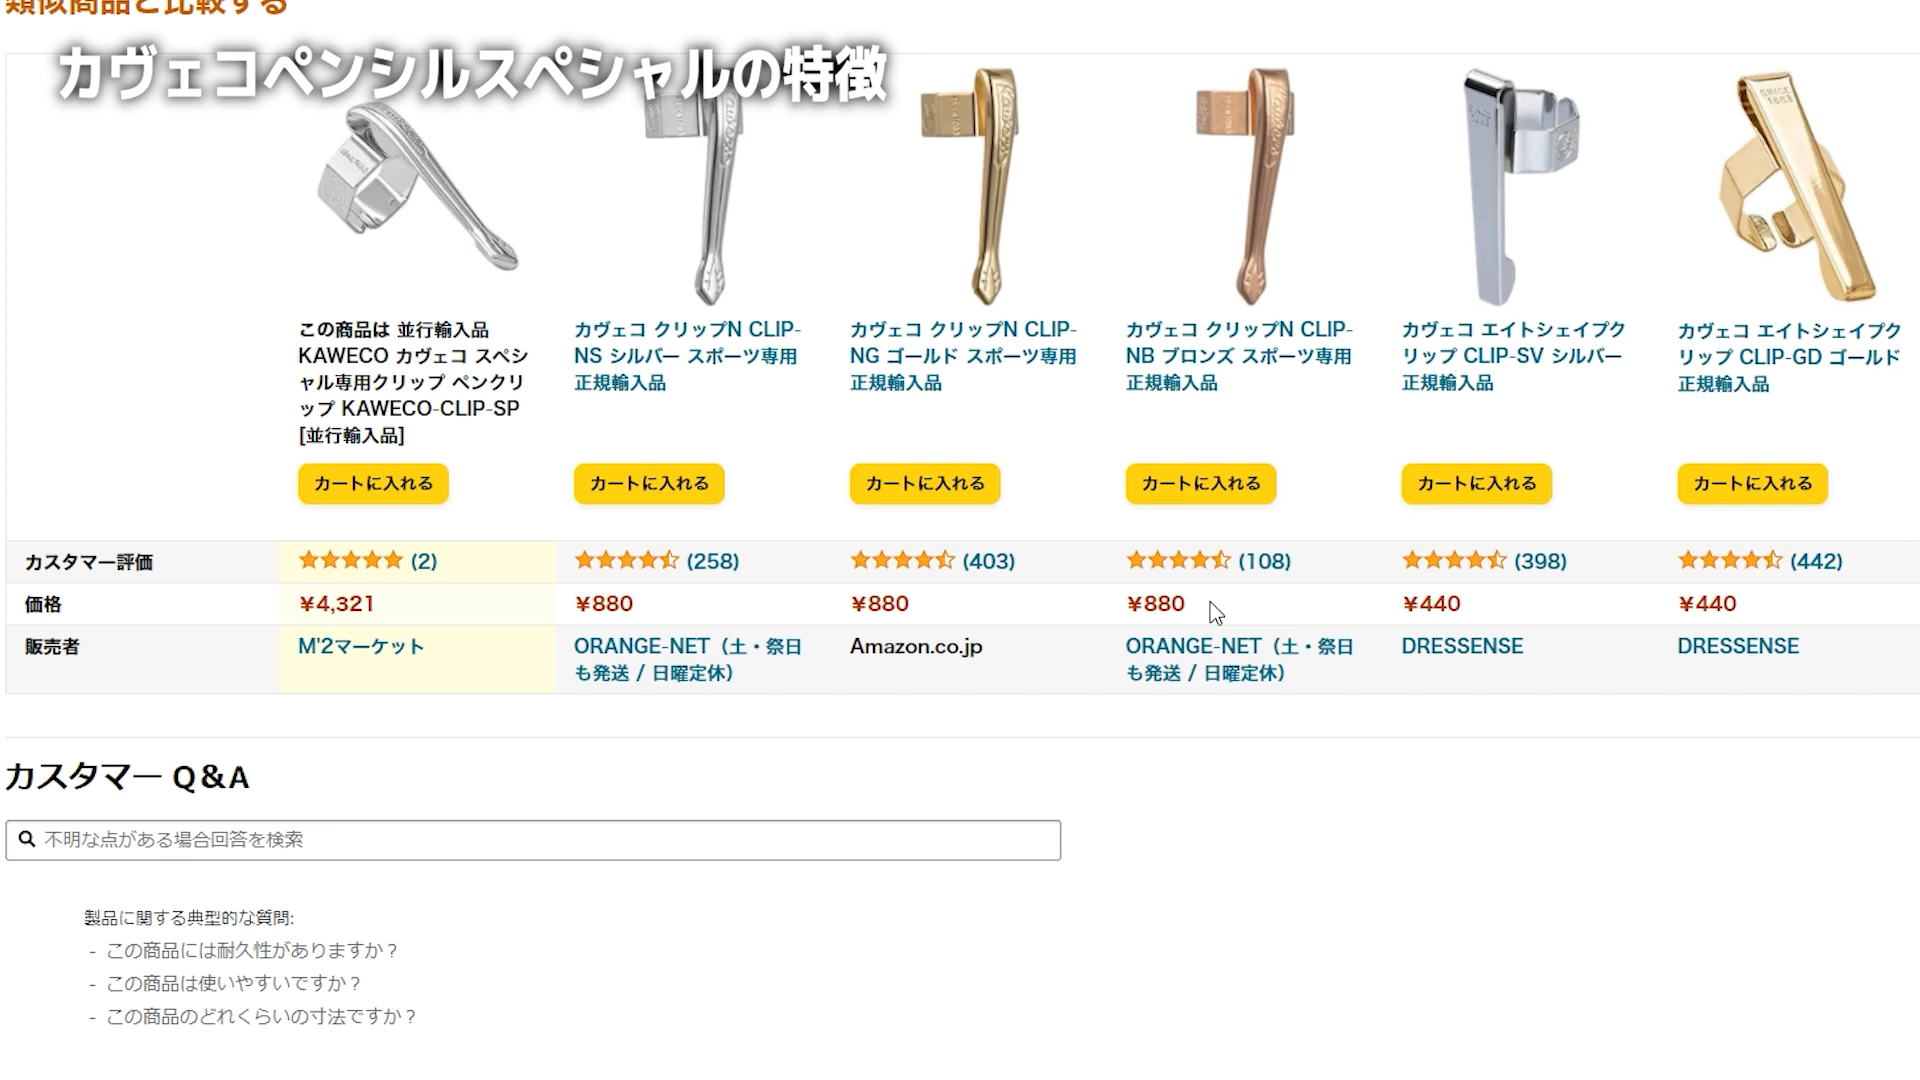 類似商品と比較する
カヴェコペンシルスペシャルの特徴
SINCE
1883
この商品は 並行輸入品
KAWECO カヴェコ スペシ
ャル専用クリップ ペンクリ
ップ KAWECO-CLIP-SP
[並行輸入品]
カヴェコ クリップN CLIP-
NS シルバー スポーツ専用
正規輸入品
カヴェコ クリップN CLIP-
NG ゴールド スポーツ専用
正規輸入品
カヴェコ クリップN CLIP-
NB ブロンズ スポーツ専用
正規輸入品
カヴェコ エイトシェイプク
リップ CLIP-SV シルバー
正規輸入品
カヴェコ エイトシェイプク
リップ CLIP-GD ゴールド
正規輸入品
カートに入れる カートに入れる カートに入れる カートに入れる カートに入れる カートに入れる
カスタマー評価 (2) (258) (403) (108) (398) (442)
価格 ¥4,321 ¥880 ¥880 ¥880 ¥440 ¥440
販売者 M'2マーケット ORANGE-NET（土・祭日 Amazon.co.jp ORANGE-NET（土・祭日 DRESSENSE DRESSENSE
も発送 / 日曜定休） も発送 / 日曜定休）
カスタマー Q&A
不明な点がある場合回答を検索
製品に関する典型的な質問:
- この商品には耐久性がありますか？
- この商品は使いやすいですか？
- この商品のどれくらいの寸法ですか？